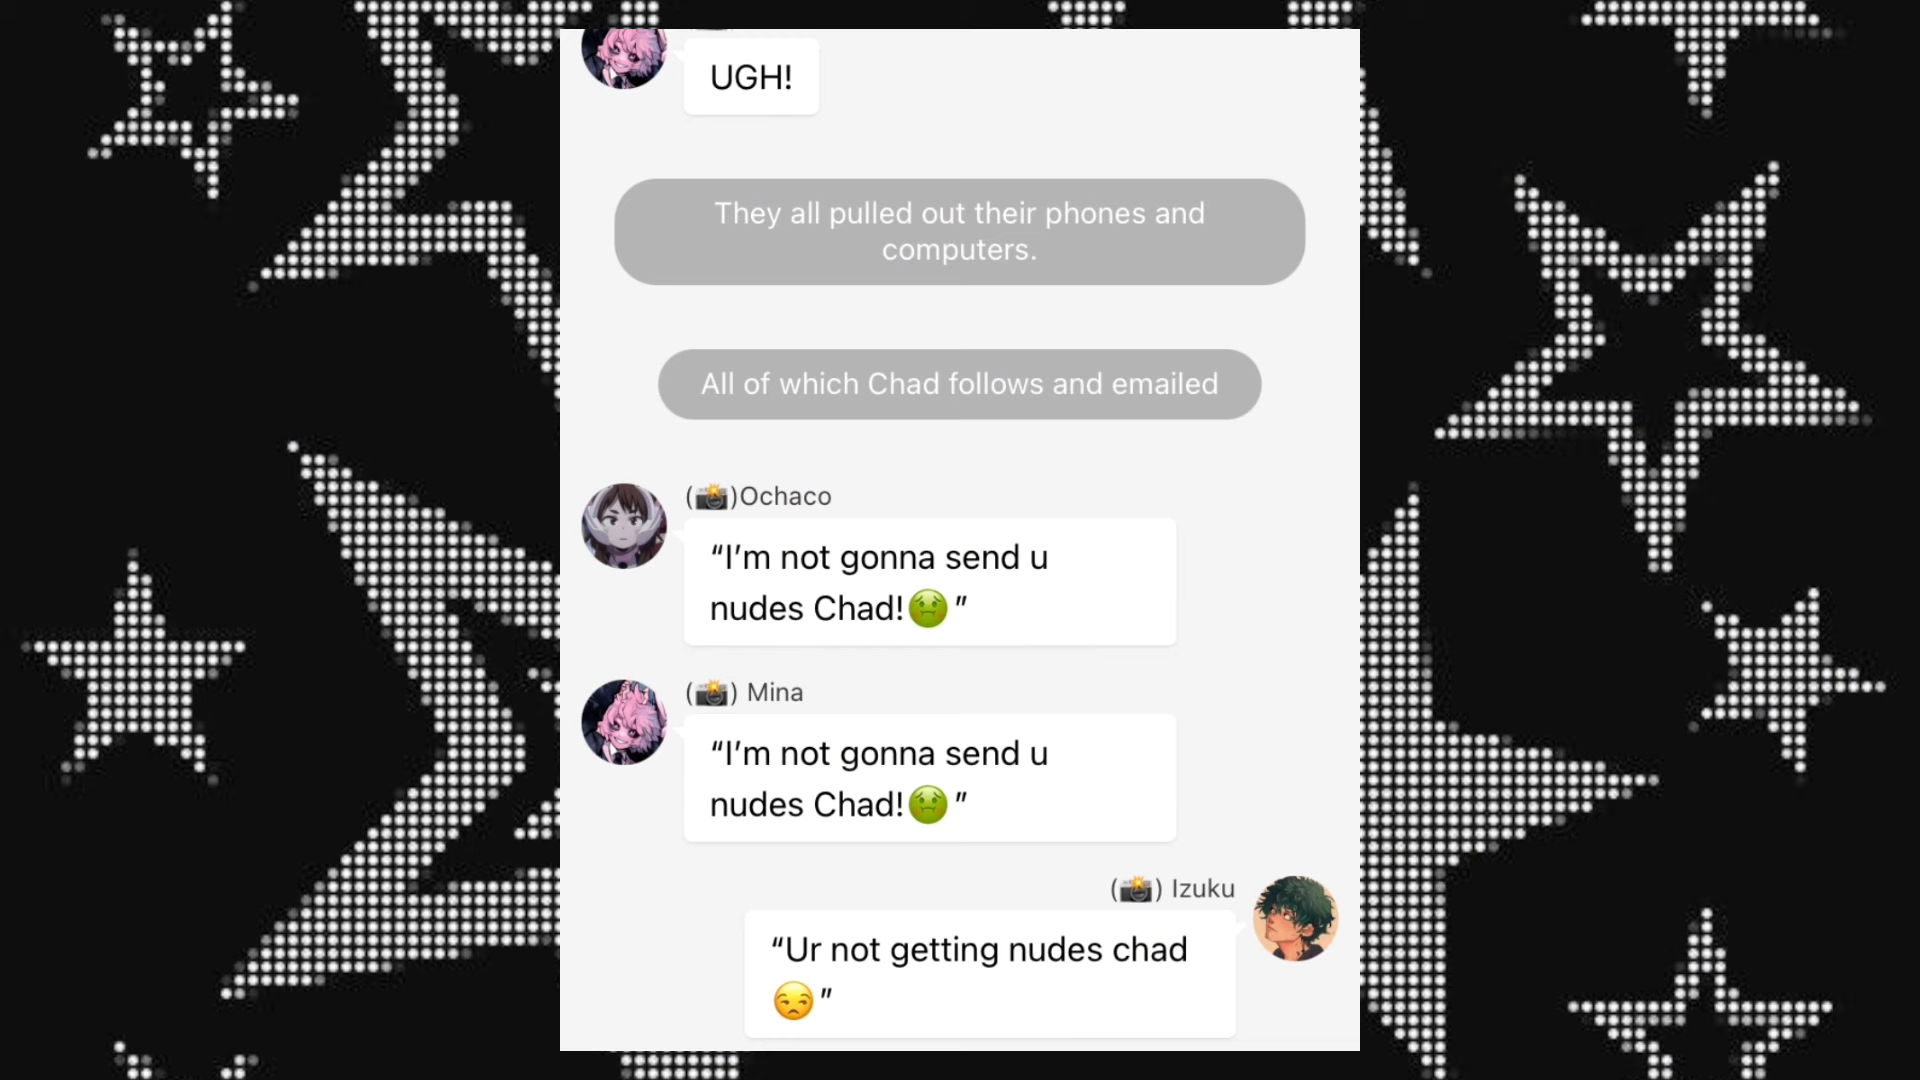 UGH!
They all pulled out their phones and
computers.
All of which Chad follows and emailed
(📸)Ochaco
“I’m not gonna send u
nudes Chad!🤢 ”
(📸) Mina
“I’m not gonna send u
nudes Chad!🤢 ”
(📸) Izuku
“Ur not getting nudes chad
😒 ”